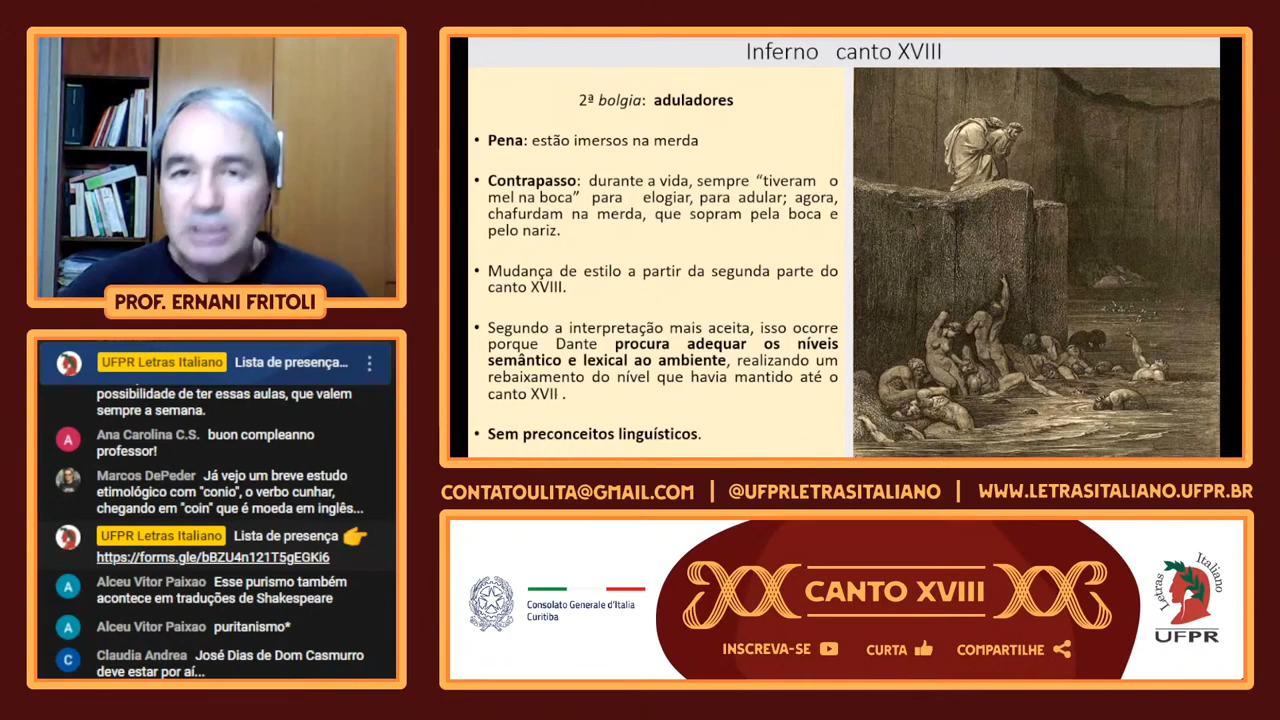 PROF. ERNANI FRITOLI
UFPR Letras Italiano Lista de presença...
possibilidade de ter essas aulas, que valem
sempre a semana.
A Ana Carolina C.S. buon compleanno
professor!
Marcos DePeder Já vejo um breve estudo
etimológico com "conio", o verbo cunhar,
chegando em "coin" que é moeda em inglês...
UFPR Letras Italiano Lista de presença 👉
https://forms.gle/bBZU4n121T5gEGKi6
A Alceu Vitor Paixao Esse purismo também
acontece em traduções de Shakespeare
A Alceu Vitor Paixao puritanismo*
C Claudia Andrea José Dias de Dom Casmurro
deve estar por aí...
Inferno canto XVIII
2ª bolgia: aduladores
• Pena: estão imersos na merda
• Contrapasso: durante a vida, sempre “tiveram o
mel na boca” para elogiar, para adular; agora,
chafurdam na merda, que sopram pela boca e
pelo nariz.
• Mudança de estilo a partir da segunda parte do
canto XVIII.
• Segundo a interpretação mais aceita, isso ocorre
porque Dante procura adequar os níveis
semântico e lexical ao ambiente, realizando um
rebaixamento do nível que havia mantido até o
canto XVII .
• Sem preconceitos linguísticos.
CONTATOULITA@GMAIL.COM | @UFPRLETRASITALIANO | WWW.LETRASITALIANO.UFPR.BR
Consolato Generale d'Italia
Curitiba
CANTO XVIII
INSCREVA-SE CURTA COMPARTILHE
Letras Italiano
UFPR